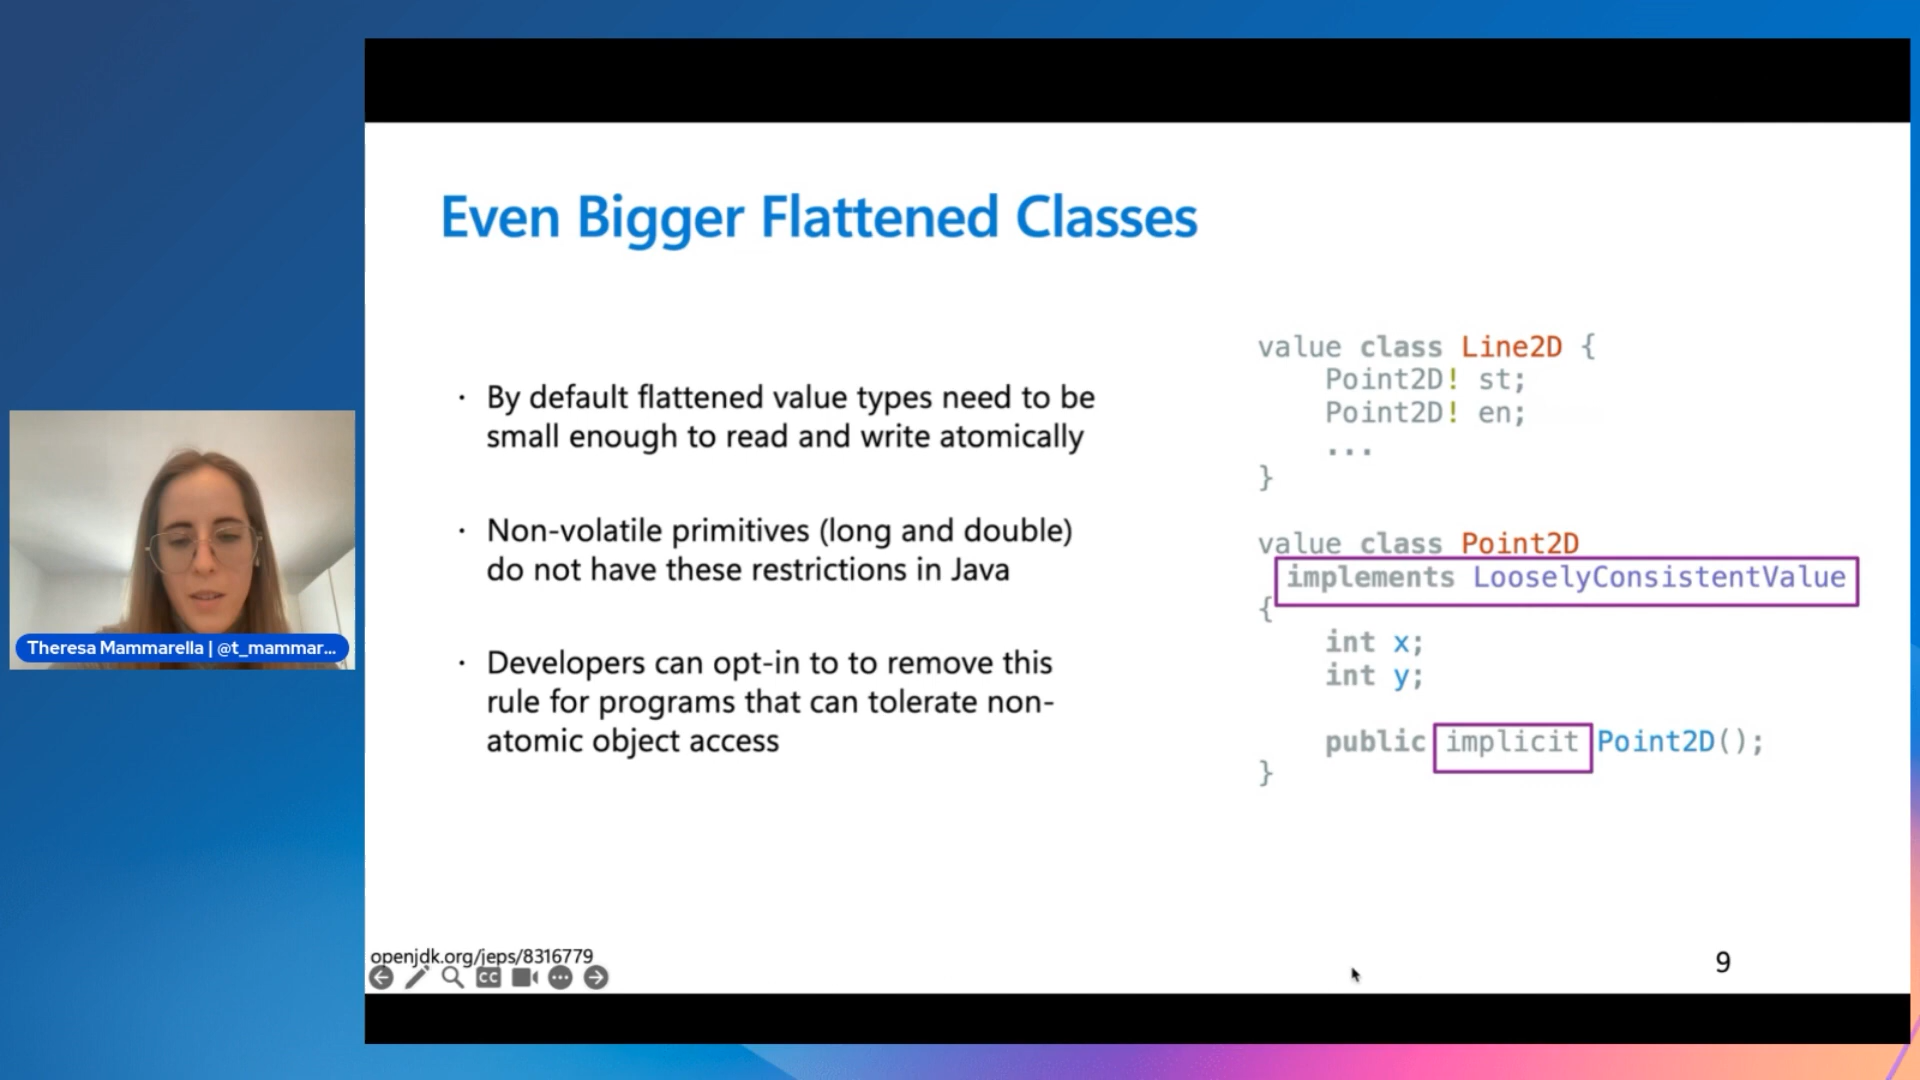 Even Bigger Flattened Classes
· By default flattened value types need to be
small enough to read and write atomically
· Non-volatile primitives (long and double)
do not have these restrictions in Java
· Developers can opt-in to to remove this
rule for programs that can tolerate non-
atomic object access
value class Line2D {
Point2D! st;
Point2D! en;
...
}
value class Point2D
implements LooselyConsistentValue
{
int x;
int y;
public implicit Point2D();
}
Theresa Mammarella | @t_mammar...
openjdk.org/jeps/8316779
CC
9